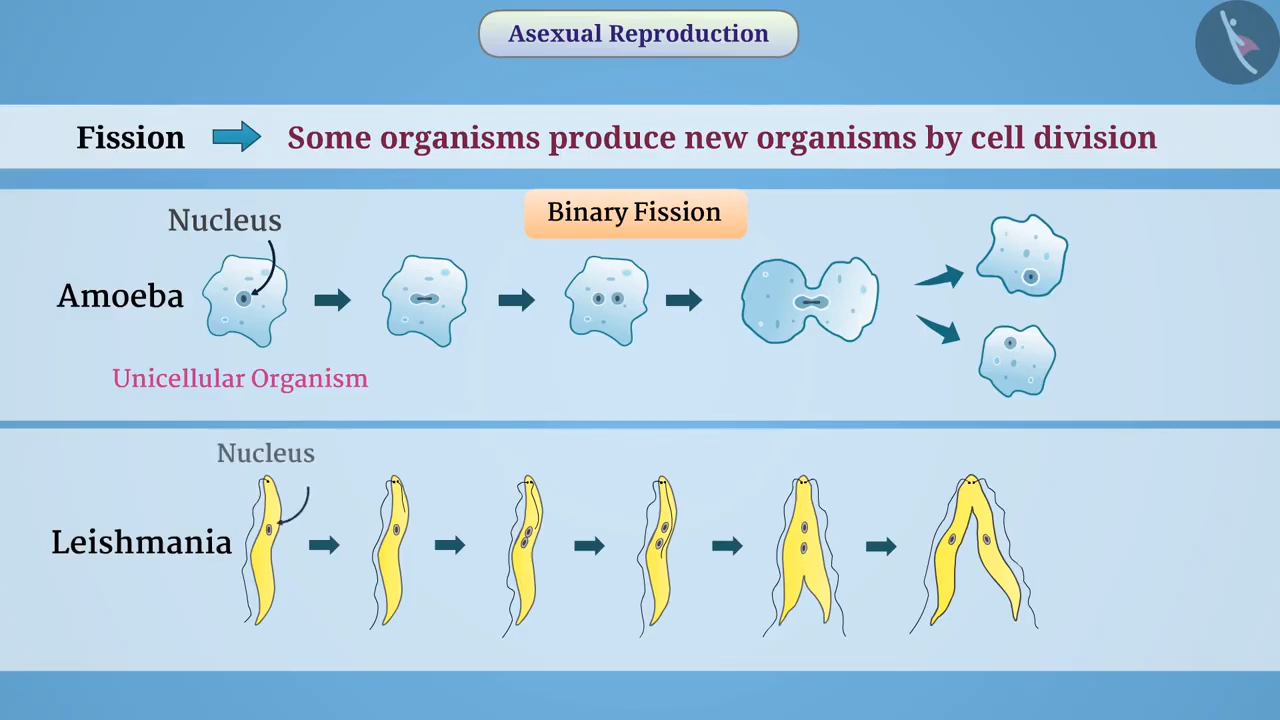 Asexual Reproduction
Fission
Some organisms produce new organisms by cell division
Binary Fission
Nucleus
Amoeba
Unicellular Organism
Nucleus
Leishmania